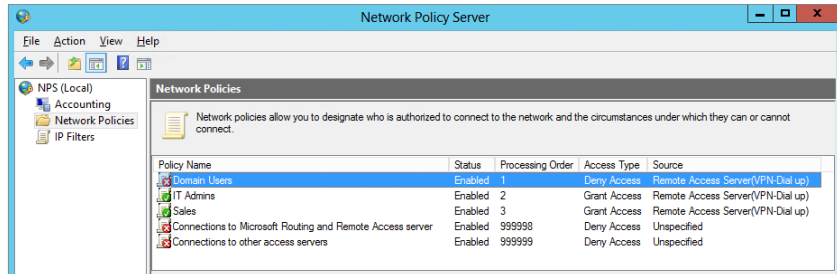 Network Policy Server
File Action View Help
NPS (Local)
Accounting
Network Policies
IP Filters
Network Policies
Network policies allow you to designate who is authorized to connect to the network and the circumstances under which they can or cannot
connect.
Policy Name Status Processing Order Access Type Source
Domain Users Enabled 1 Deny Access Remote Access Server(VPN-Dial up)
IT Admins Enabled 2 Grant Access Remote Access Server(VPN-Dial up)
Sales Enabled 3 Grant Access Remote Access Server(VPN-Dial up)
Connections to Microsoft Routing and Remote Access server Enabled 999998 Deny Access Unspecified
Connections to other access servers Enabled 999999 Deny Access Unspecified